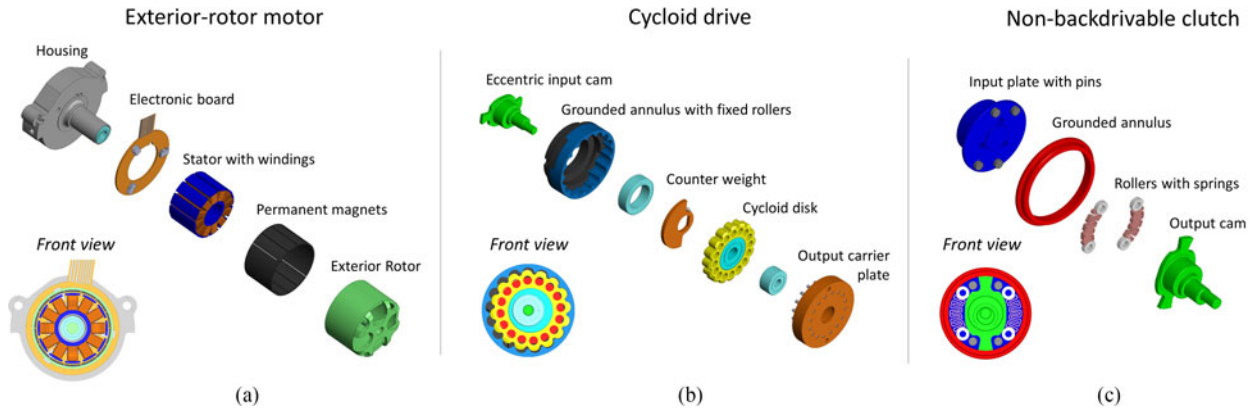 Exterior-rotor motor
Housing
Electronic board
Stator with windings
Permanent magnets
Exterior Rotor
Front view
(a)
Cycloid drive
Eccentric input cam
Grounded annulus with fixed rollers
Counter weight
Cycloid disk
Output carrier
plate
Front view
(b)
Non-backdrivable clutch
Input plate with pins
Grounded annulus
Rollers with springs
Output cam
Front view
(c)